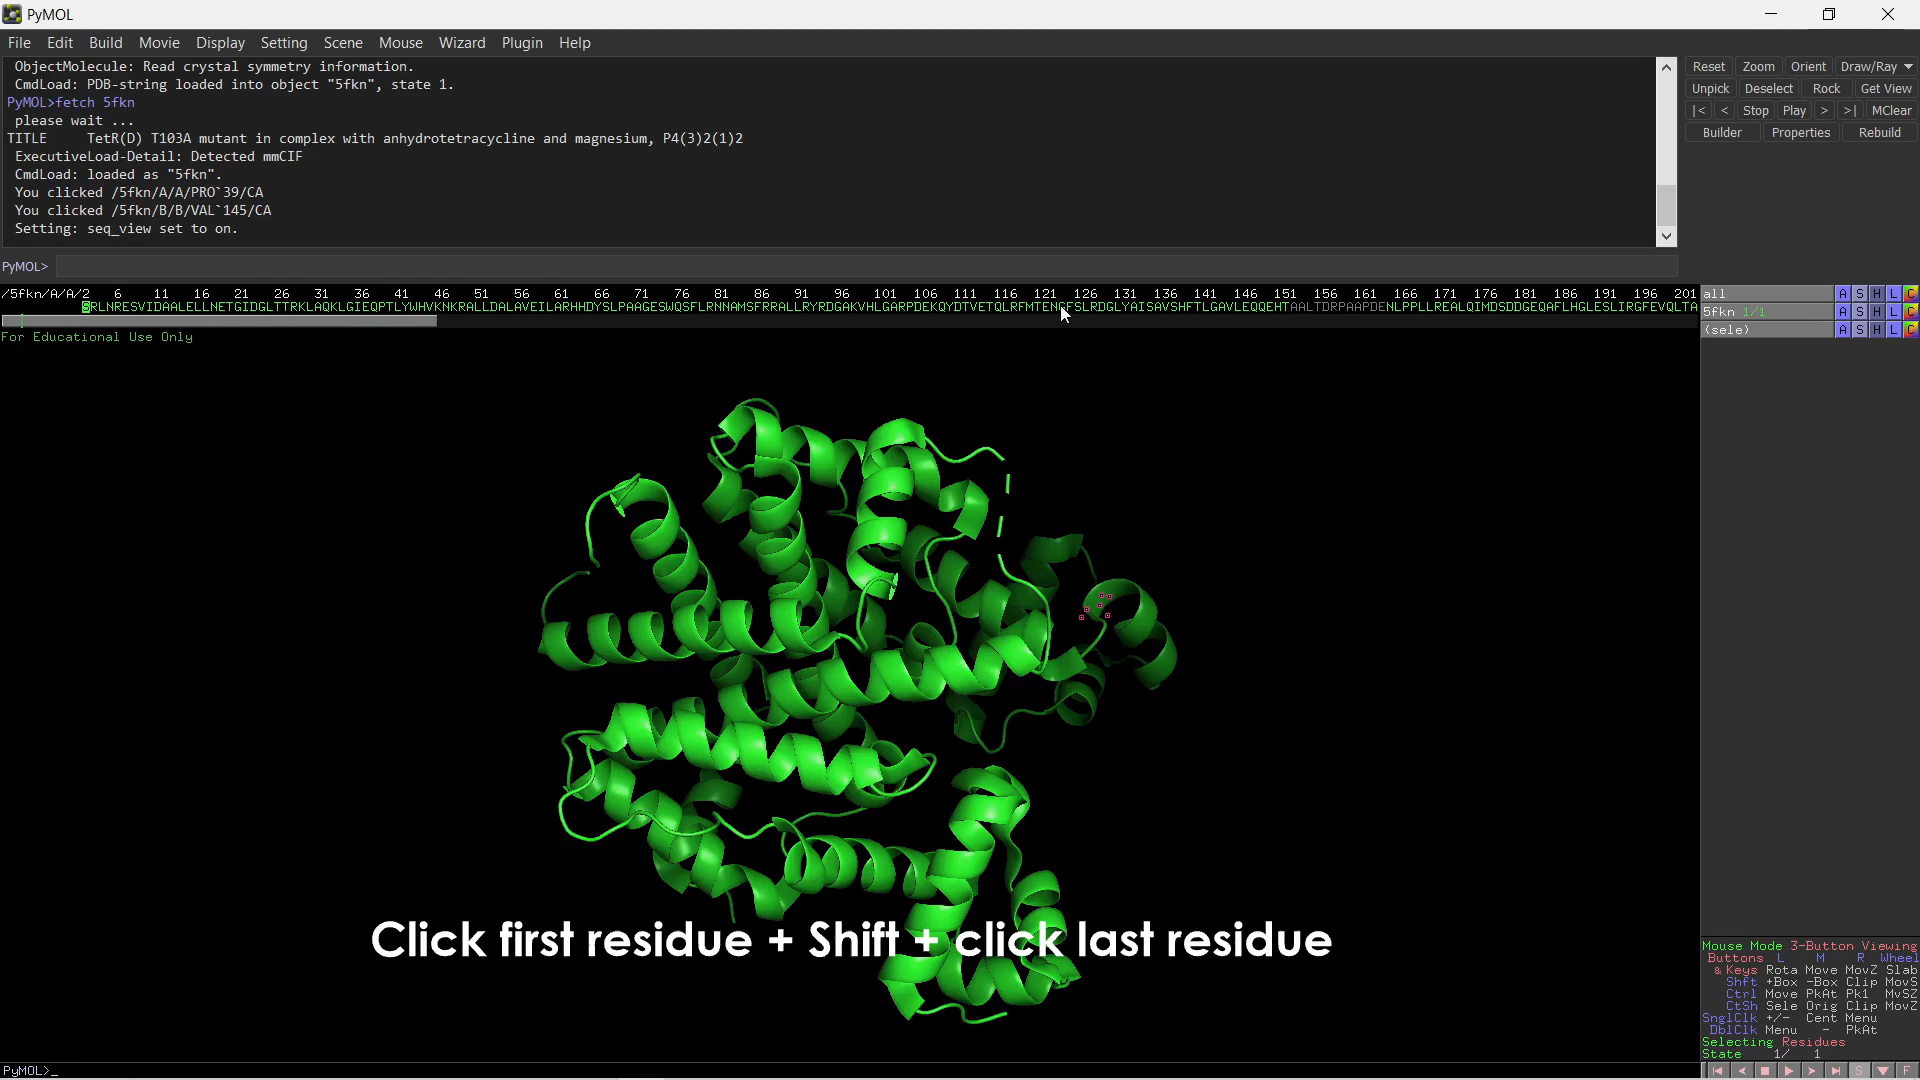 PyMOL
File Edit Build Movie Display Setting Scene Mouse Wizard Plugin Help
ObjectMolecule: Read crystal symmetry information.
CmdLoad: PDB-string loaded into object "5fkn", state 1.
PyMOL>fetch 5fkn
please wait ...
TITLE TetR(D) T103A mutant in complex with anhydrotetracycline and magnesium, P4(3)2(1)2
ExecutiveLoad-Detail: Detected mmCIF
CmdLoad: loaded as "5fkn".
You clicked /5fkn/A/A/PRO`39/CA
You clicked /5fkn/B/B/VAL`145/CA
Setting: seq_view set to on.
PyMOL>
Reset Zoom Orient Draw/Ray
Unpick Deselect Rock Get View
|< < Stop Play > >| MClear
Builder Properties Rebuild
/5fkn/A/A/2 6 11 16 21 26 31 36 41 46 51 56 61 66 71 76 81 86 91 96 101 106 111 116 121 126 131 136 141 146 151 156 161 166 171 176 181 186 191 196 201
SRLNRESVIDAALELLNETGIDGLTTRKLAQKLGIEQPTLYWHVKNKRALLDALAVEILARHHDYSLPAAGESWQSFLRNNAMSFRRALLRYRDGAKVHLGARPDEKQYDTVETQLRFMTENGFSLRDGLYAISAVSHFTLGAVLEQQEHTAALTDRPAAPDENLPPLLREALQIMDSDDGEQAFLHGLESLIRGFEVQLTA
all A S H L C
5fkn 1/1 A S H L C
(sele) A S H L C
For Educational Use Only
Click first residue + Shift + click last residue
Mouse Mode 3-Button Viewing
Buttons L M R Wheel
& Keys Rota Move MovZ Slab
Shft +Box -Box Clip MovS
Ctrl Move PkAt Pk1 MvSZ
CtSh Sele Orig Clip MovZ
SnglClk +/- Cent Menu
DblClk Menu - PkAt
Selecting Residues
State 1/ 1
S F
PyMOL>_